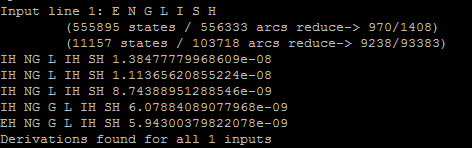 Input line 1: E N G L I S H
(555895 states / 556333 arcs reduce-> 970/1408)
(11157 states / 103718 arcs reduce-> 9238/93383)
IH NG L IH SH 1.38477779968609e-08
IH NG L IH SH 1.11365620855224e-08
IH NG L IH SH 8.74388951288546e-09
IH NG G L IH SH 6.07884089077968e-09
EH NG G L IH SH 5.94300379822078e-09
Derivations found for all 1 inputs